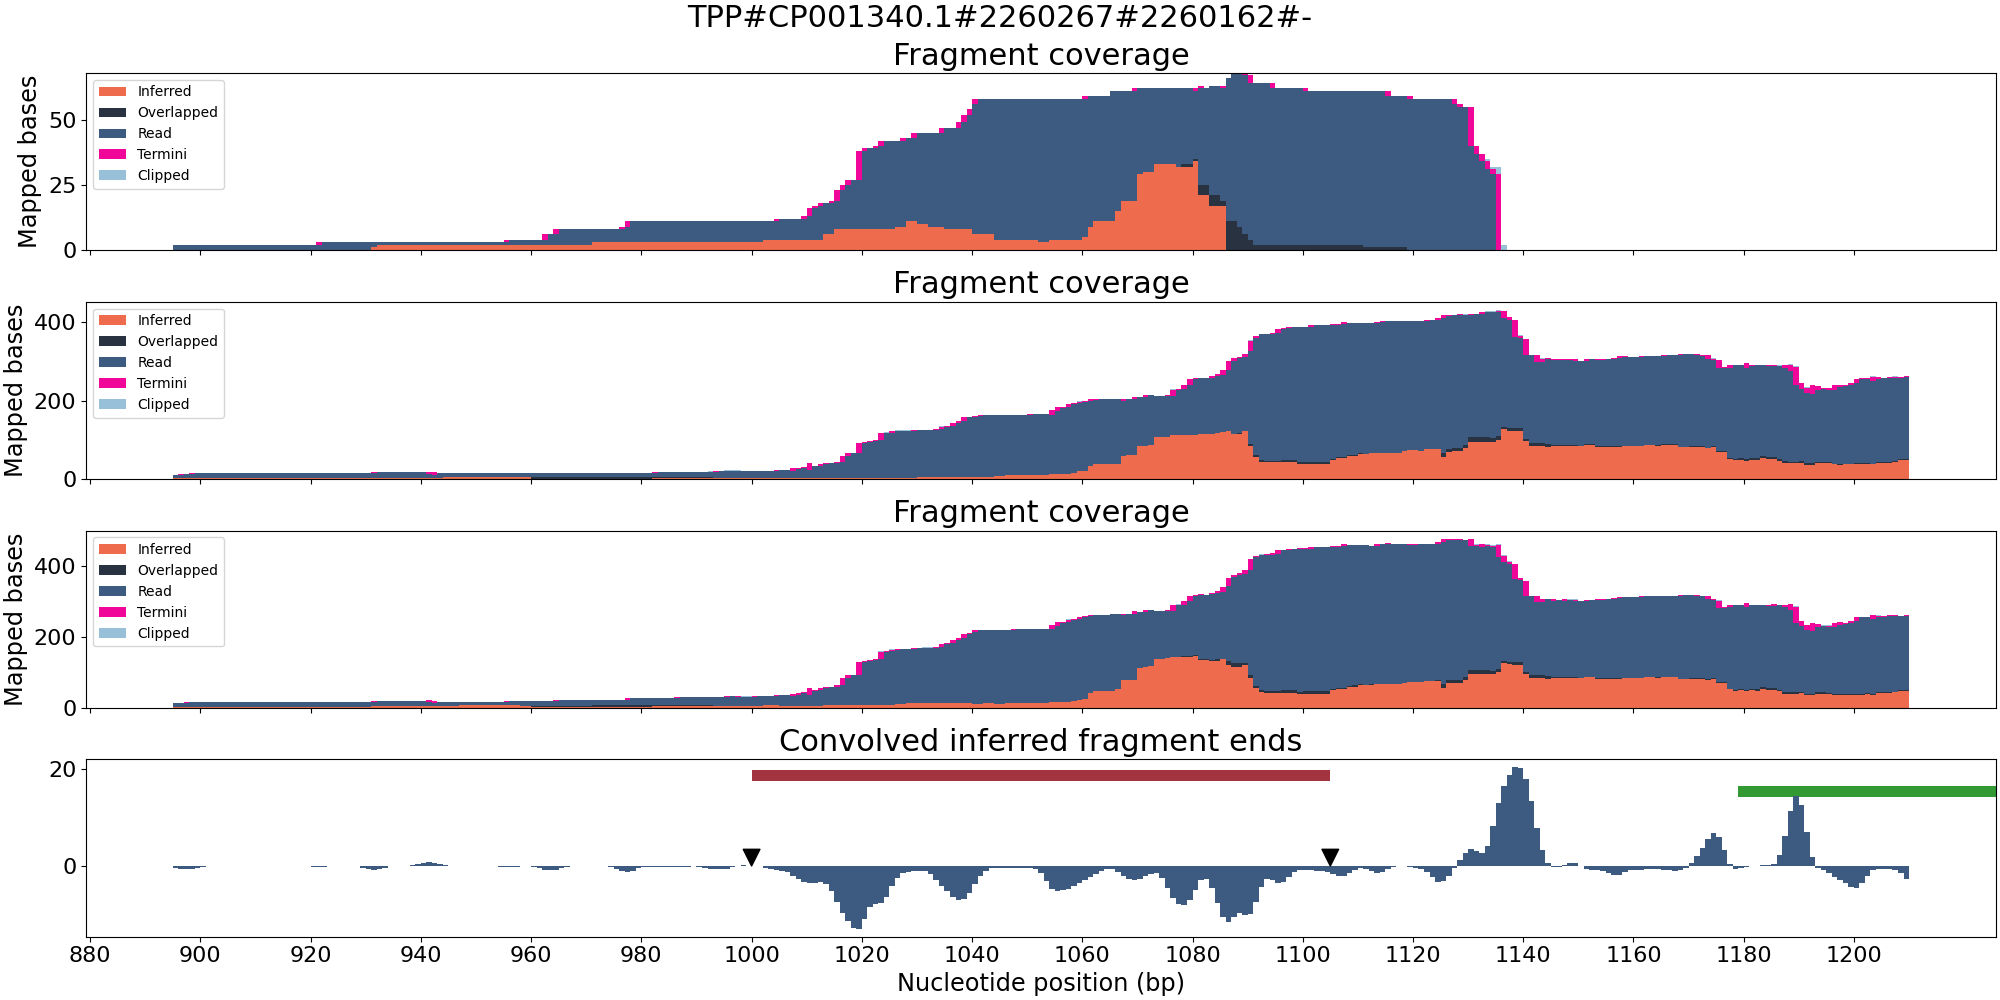 TPP#CP001340.1#2260267#2260162#-
Fragment coverage
Mapped bases
50
25
0
Inferred
Overlapped
Read
Termini
Clipped
Fragment coverage
Mapped bases
400
200
0
Inferred
Overlapped
Read
Termini
Clipped
Fragment coverage
Mapped bases
400
200
0
Inferred
Overlapped
Read
Termini
Clipped
Convolved inferred fragment ends
20
0
880 900 920 940 960 980 1000 1020 1040 1060 1080 1100 1120 1140 1160 1180 1200
Nucleotide position (bp)